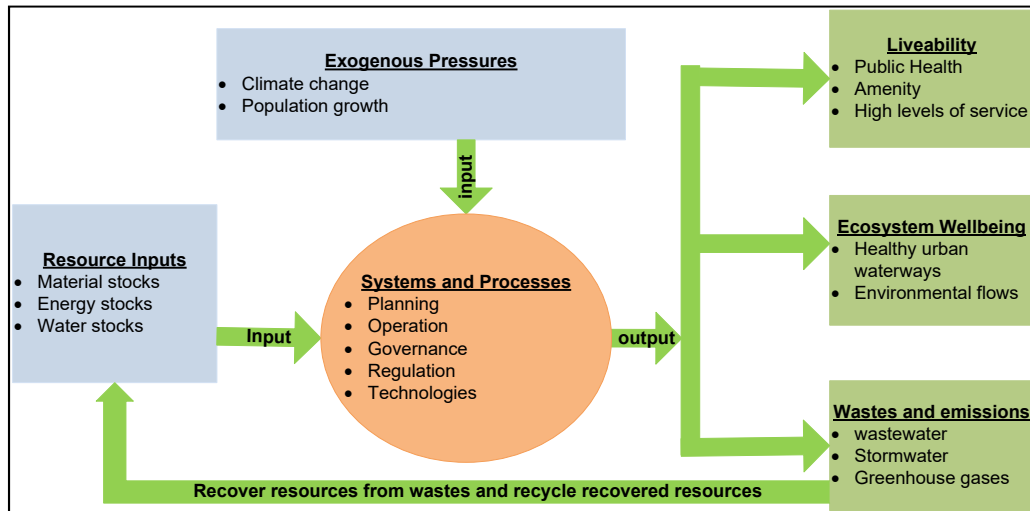 Exogenous Pressures
• Climate change
• Population growth
input
Resource Inputs
• Material stocks
• Energy stocks
• Water stocks
Input
Systems and Processes
• Planning
• Operation
• Governance
• Regulation
• Technologies
output
Liveability
• Public Health
• Amenity
• High levels of service
Ecosystem Wellbeing
• Healthy urban
waterways
• Environmental flows
Wastes and emissions
• wastewater
• Stormwater
• Greenhouse gases
Recover resources from wastes and recycle recovered resources